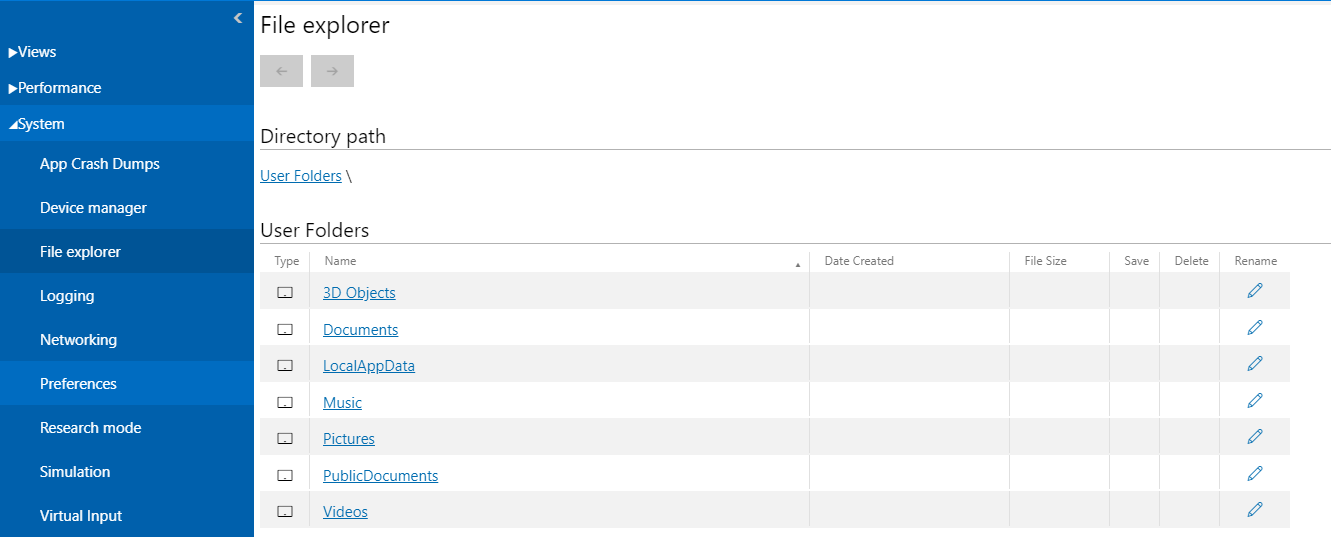 File explorer
Views
Performance
System
App Crash Dumps
Device manager
File explorer
Logging
Networking
Preferences
Research mode
Simulation
Virtual Input
Directory path
User Folders \
User Folders
Type Name Date Created File Size Save Delete Rename
3D Objects
Documents
LocalAppData
Music
Pictures
PublicDocuments
Videos